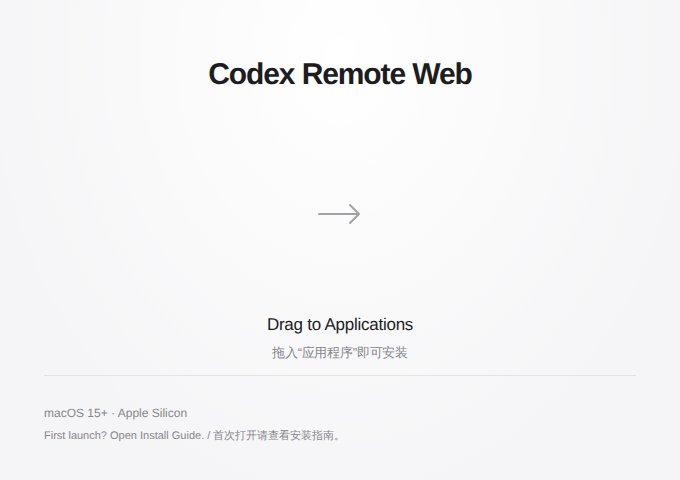 Codex Remote Web
Drag to Applications
拖入“应用程序”即可安装
macOS 15+ · Apple Silicon
First launch? Open Install Guide. / 首次打开请查看安装指南。